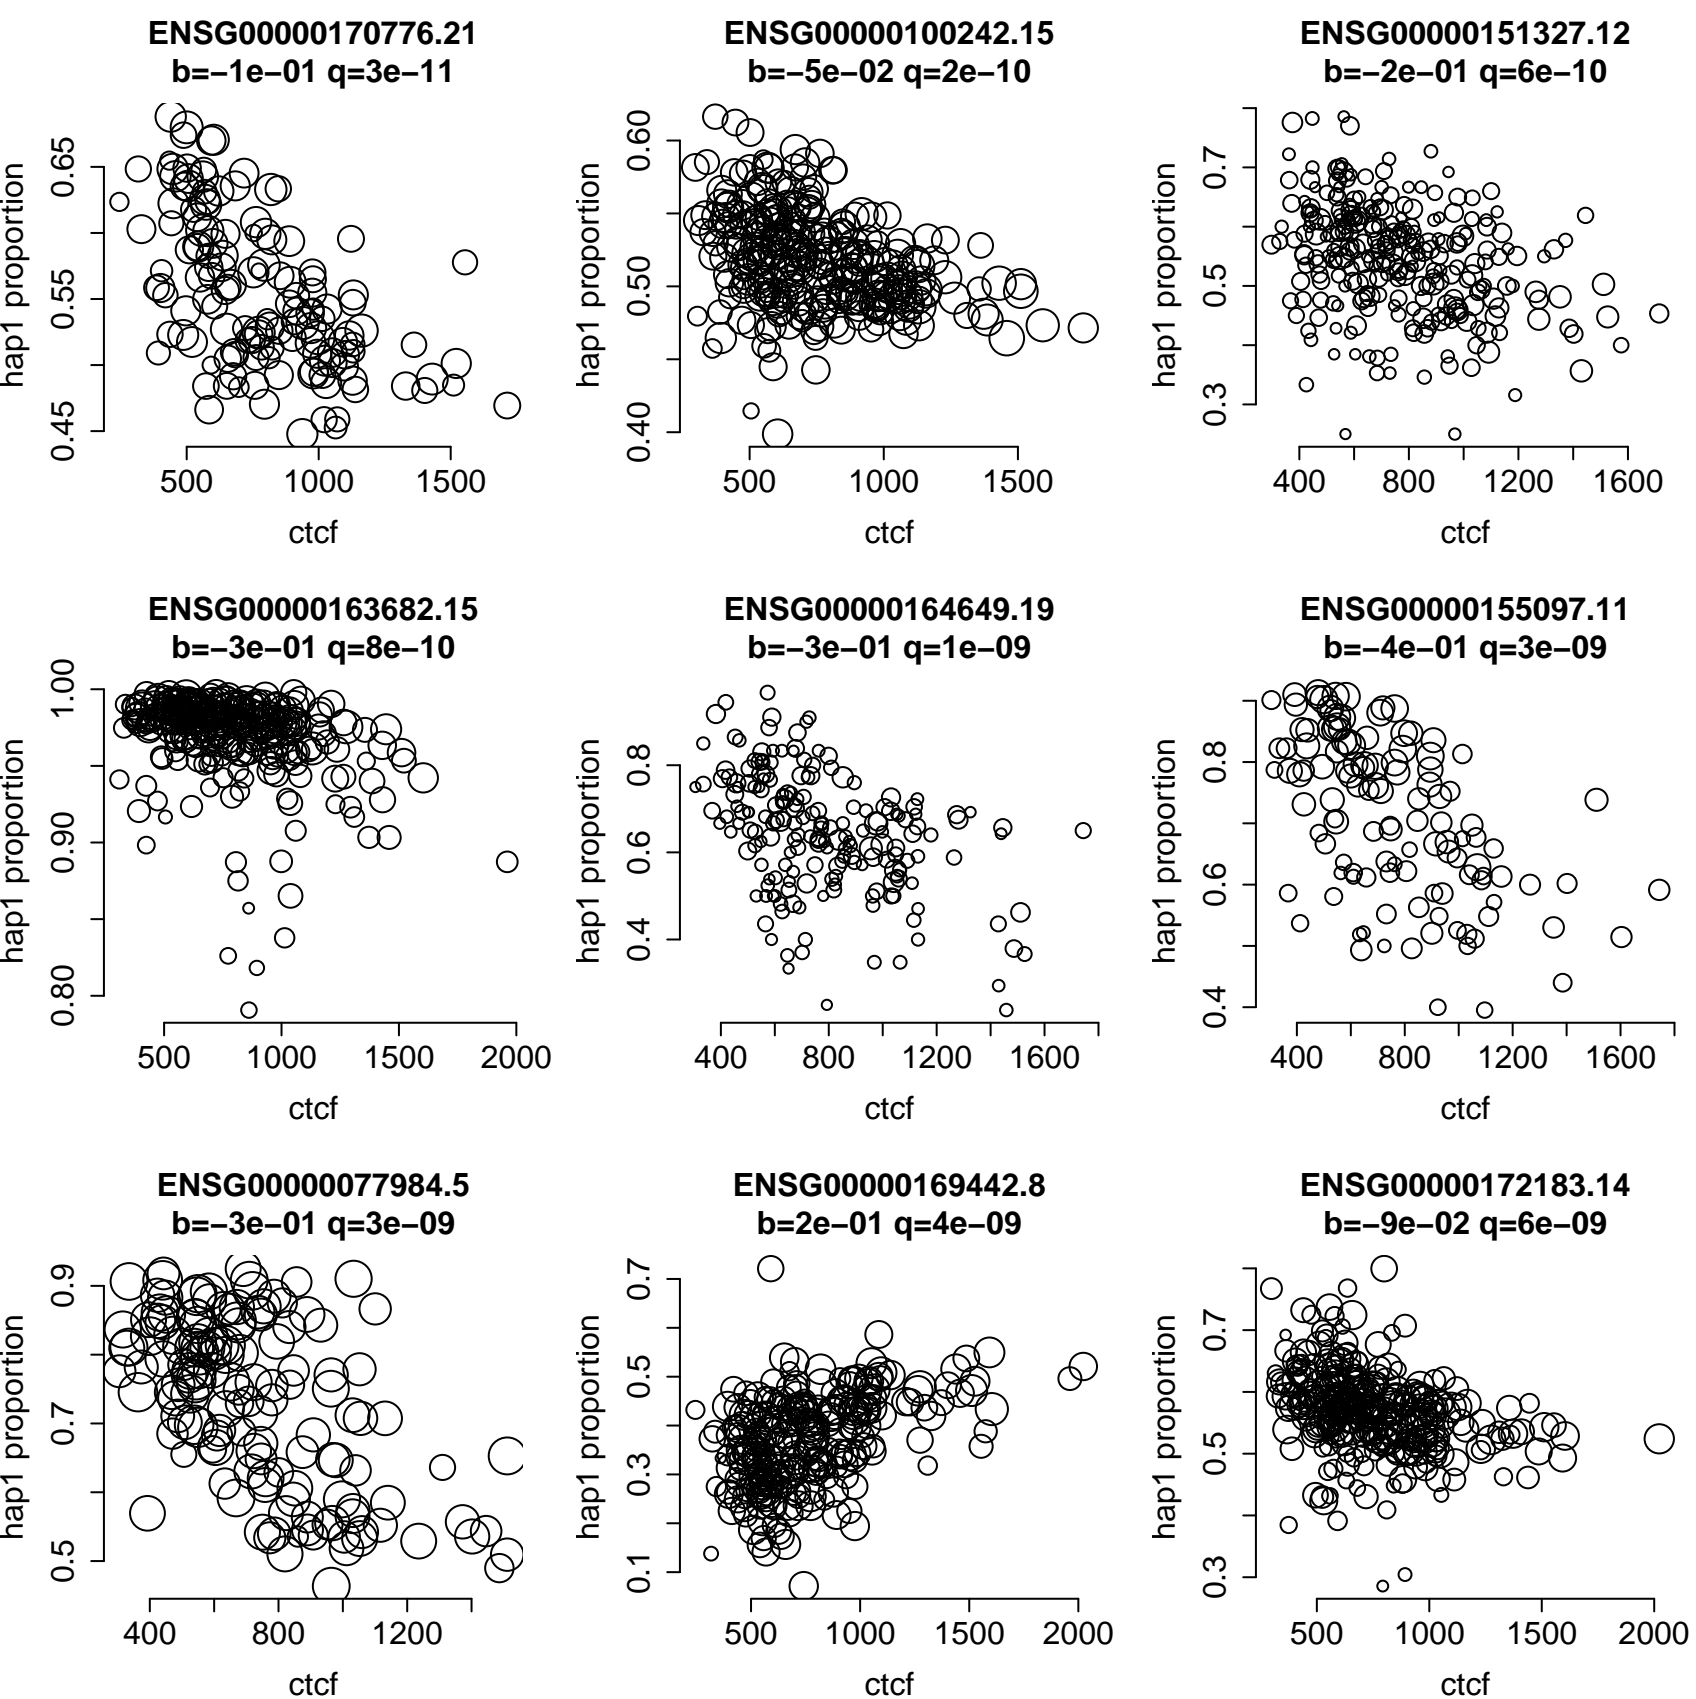 ENSG00000170776.21
b=−1e−01 q=3e−11
hap1 proportion
0.45 0.55 0.65
500 1000 1500
ctcf
ENSG00000100242.15
b=−5e−02 q=2e−10
hap1 proportion
0.40 0.50 0.60
500 1000 1500
ctcf
ENSG00000151327.12
b=−2e−01 q=6e−10
hap1 proportion
0.3 0.5 0.7
400 800 1200 1600
ctcf
ENSG00000163682.15
b=−3e−01 q=8e−10
hap1 proportion
0.80 0.90 1.00
500 1000 1500 2000
ctcf
ENSG00000164649.19
b=−3e−01 q=1e−09
hap1 proportion
0.4 0.6 0.8
400 800 1200 1600
ctcf
ENSG00000155097.11
b=−4e−01 q=3e−09
hap1 proportion
0.4 0.6 0.8
400 800 1200 1600
ctcf
ENSG00000077984.5
b=−3e−01 q=3e−09
hap1 proportion
0.5 0.7 0.9
400 800 1200
ctcf
ENSG00000169442.8
b=2e−01 q=4e−09
hap1 proportion
0.1 0.3 0.5 0.7
500 1000 1500 2000
ctcf
ENSG00000172183.14
b=−9e−02 q=6e−09
hap1 proportion
0.3 0.5 0.7
500 1000 1500 2000
ctcf